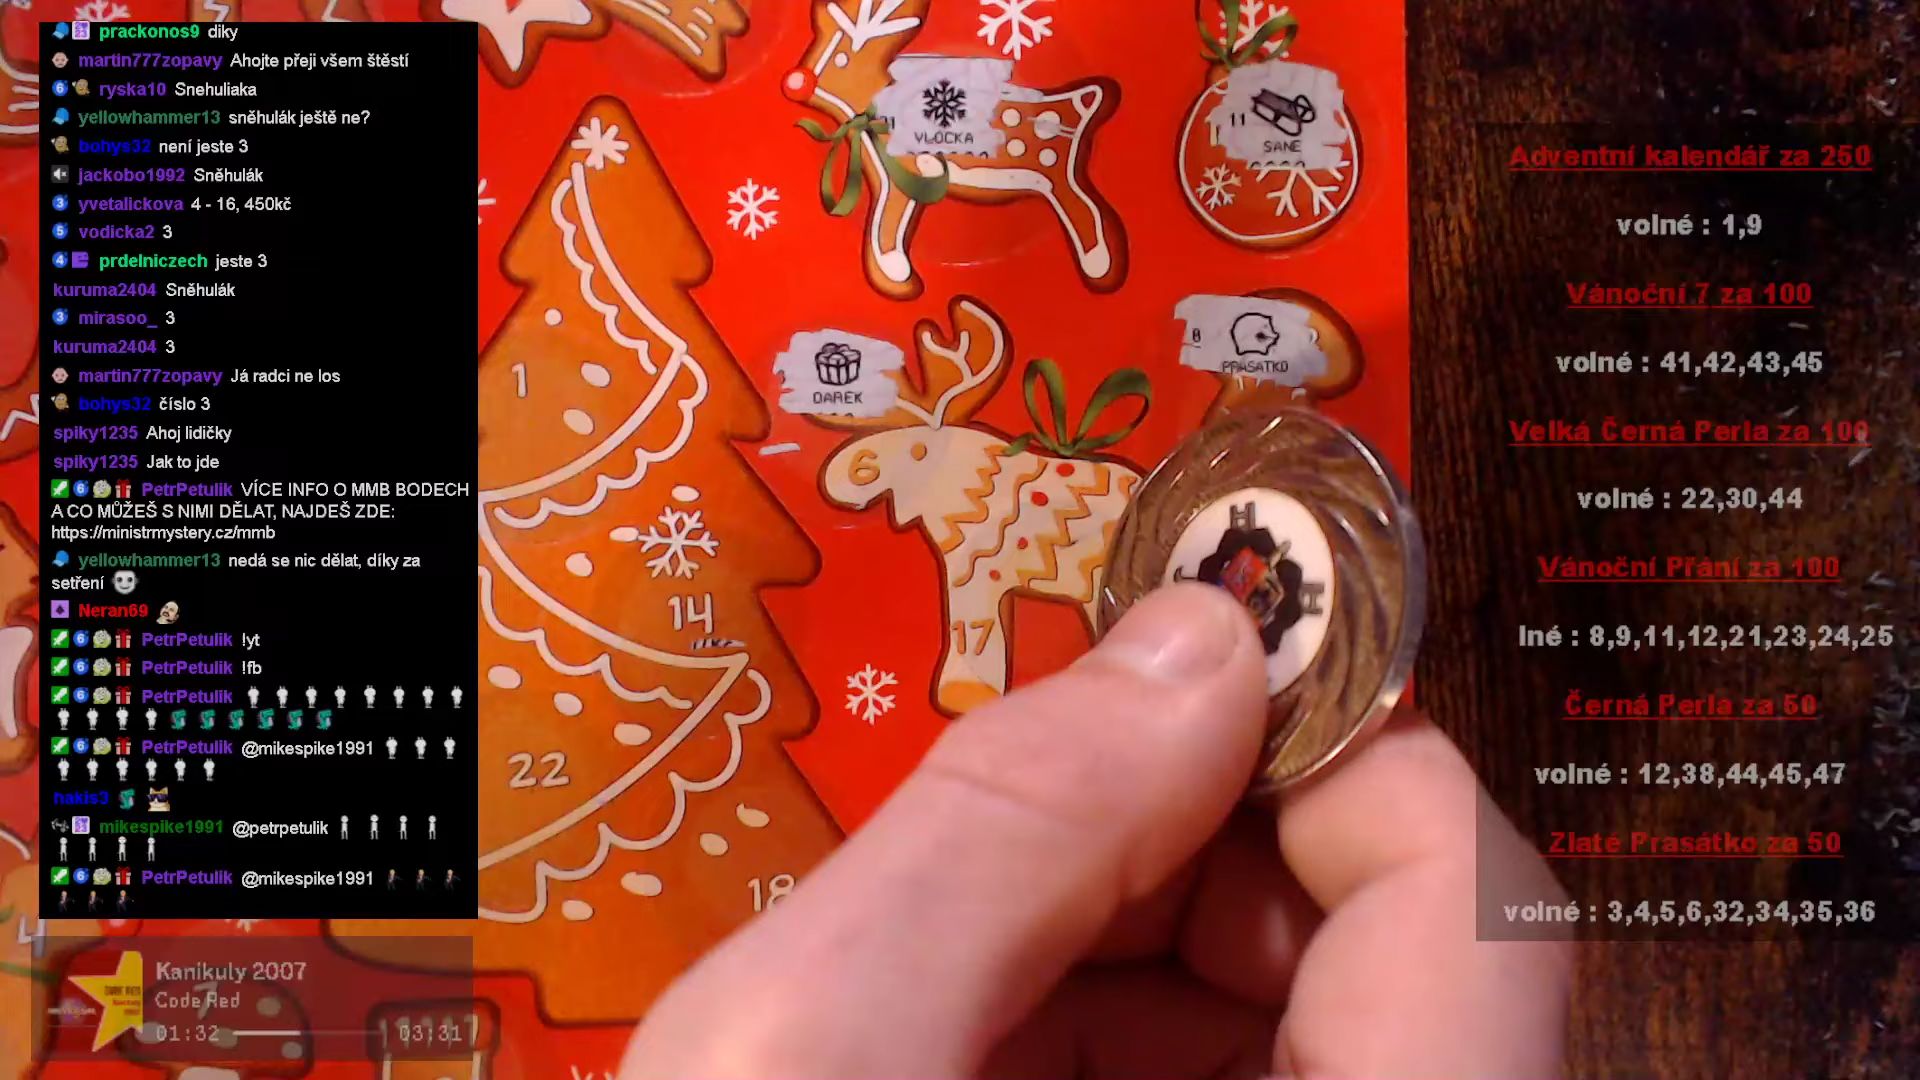 prackonos9 diky
martin777zopavy Ahojte přeji všem štěstí
ryska10 Snehuliaka
yellowhammer13 sněhulák ještě ne?
bohys32 není jeste 3
jackobo1992 Sněhulák
yvetalickova 4 - 16, 450kč
vodicka2 3
prdelniczech jeste 3
kuruma2404 Sněhulák
mirasoo_ 3
kuruma2404 3
martin777zopavy Já radci ne los
bohys32 číslo 3
spiky1235 Ahoj lidičky
spiky1235 Jak to jde
PetrPetulik VÍCE INFO O MMB BODECH
A CO MŮŽEŠ S NIMI DĚLAT, NAJDEŠ ZDE:
https://ministrmystery.cz/mmb
yellowhammer13 nedá se nic dělat, díky za
setření
Neran69
PetrPetulik !yt
PetrPetulik !fb
PetrPetulik
PetrPetulik @mikespike1991
hakis3
mikespike1991 @petrpetulik
PetrPetulik @mikespike1991
Kanikuly 2007
Code Red
01:32 03:31
VLOČKA
11
SANĚ
DÁREK
8
PRASÁTKO
1
6
14
17
22
18
4
7
Adventní kalendář za 250
volné : 1,9
Vánoční 7 za 100
volné : 41,42,43,45
Velká Černá Perla za 100
volné : 22,30,44
Vánoční Přání za 100
lné : 8,9,11,12,21,23,24,25
Černá Perla za 50
volné : 12,38,44,45,47
Zlaté Prasátko za 50
volné : 3,4,5,6,32,34,35,36